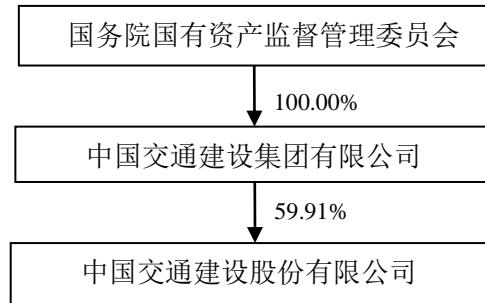 国务院国有资产监督管理委员会
100.00%
中国交通建设集团有限公司
59.91%
中国交通建设股份有限公司